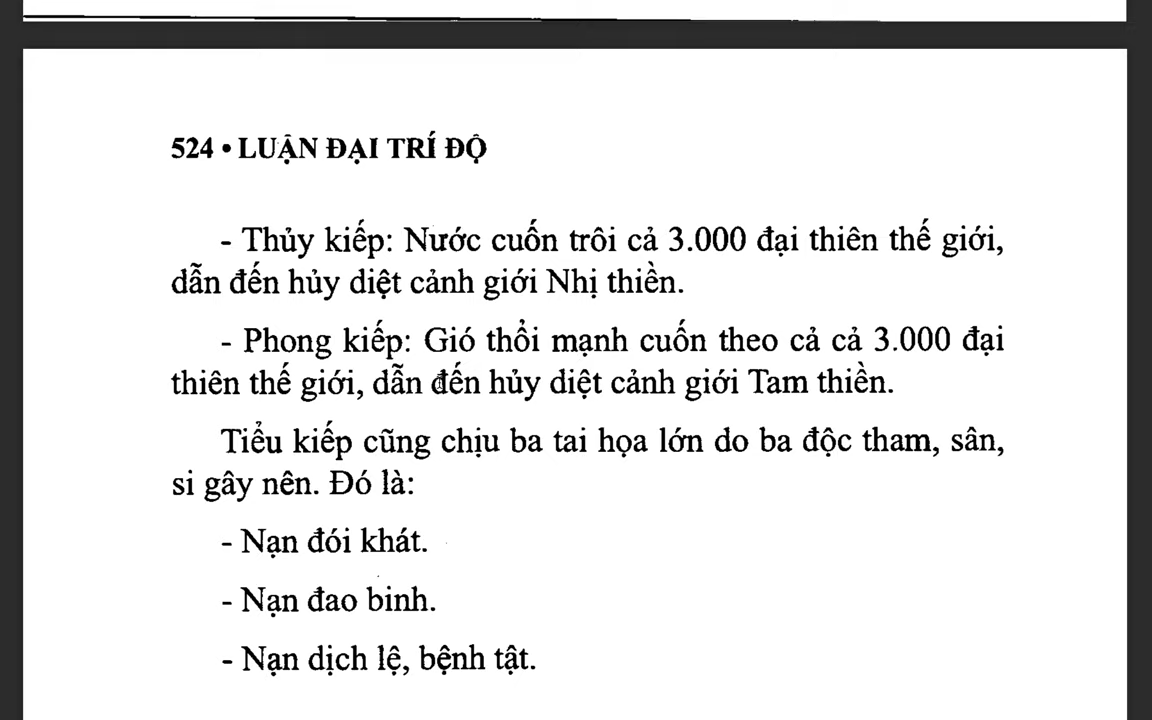 524 • LUẬN ĐẠI TRÍ ĐỘ
- Thủy kiếp: Nước cuốn trôi cả 3.000 đại thiên thế giới,
dẫn đến hủy diệt cảnh giới Nhị thiền.
- Phong kiếp: Gió thổi mạnh cuốn theo cả cả 3.000 đại
thiên thế giới, dẫn đến hủy diệt cảnh giới Tam thiền.
Tiểu kiếp cũng chịu ba tai họa lớn do ba độc tham, sân,
si gây nên. Đó là:
- Nạn đói khát.
- Nạn đao binh.
- Nạn dịch lệ, bệnh tật.